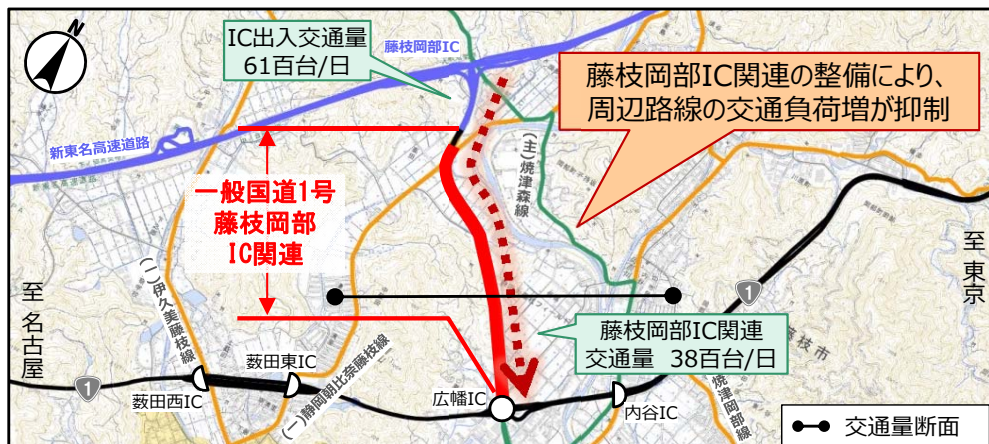 N
IC出入交通量
61百台/日
藤枝岡部IC
藤枝岡部IC関連の整備により、
周辺路線の交通負荷増が抑制
新東名高速道路
(主)焼津森線
一般国道1号
藤枝岡部
IC関連
至 名古屋
(一)伊久美藤枝線
至 東京
1
藤枝岡部IC関連
交通量 38百台/日
藤枝市
1
薮田西IC
薮田東IC
(一)静岡朝比奈藤枝線
広幡IC
内谷IC
焼津岡部線
交通量断面